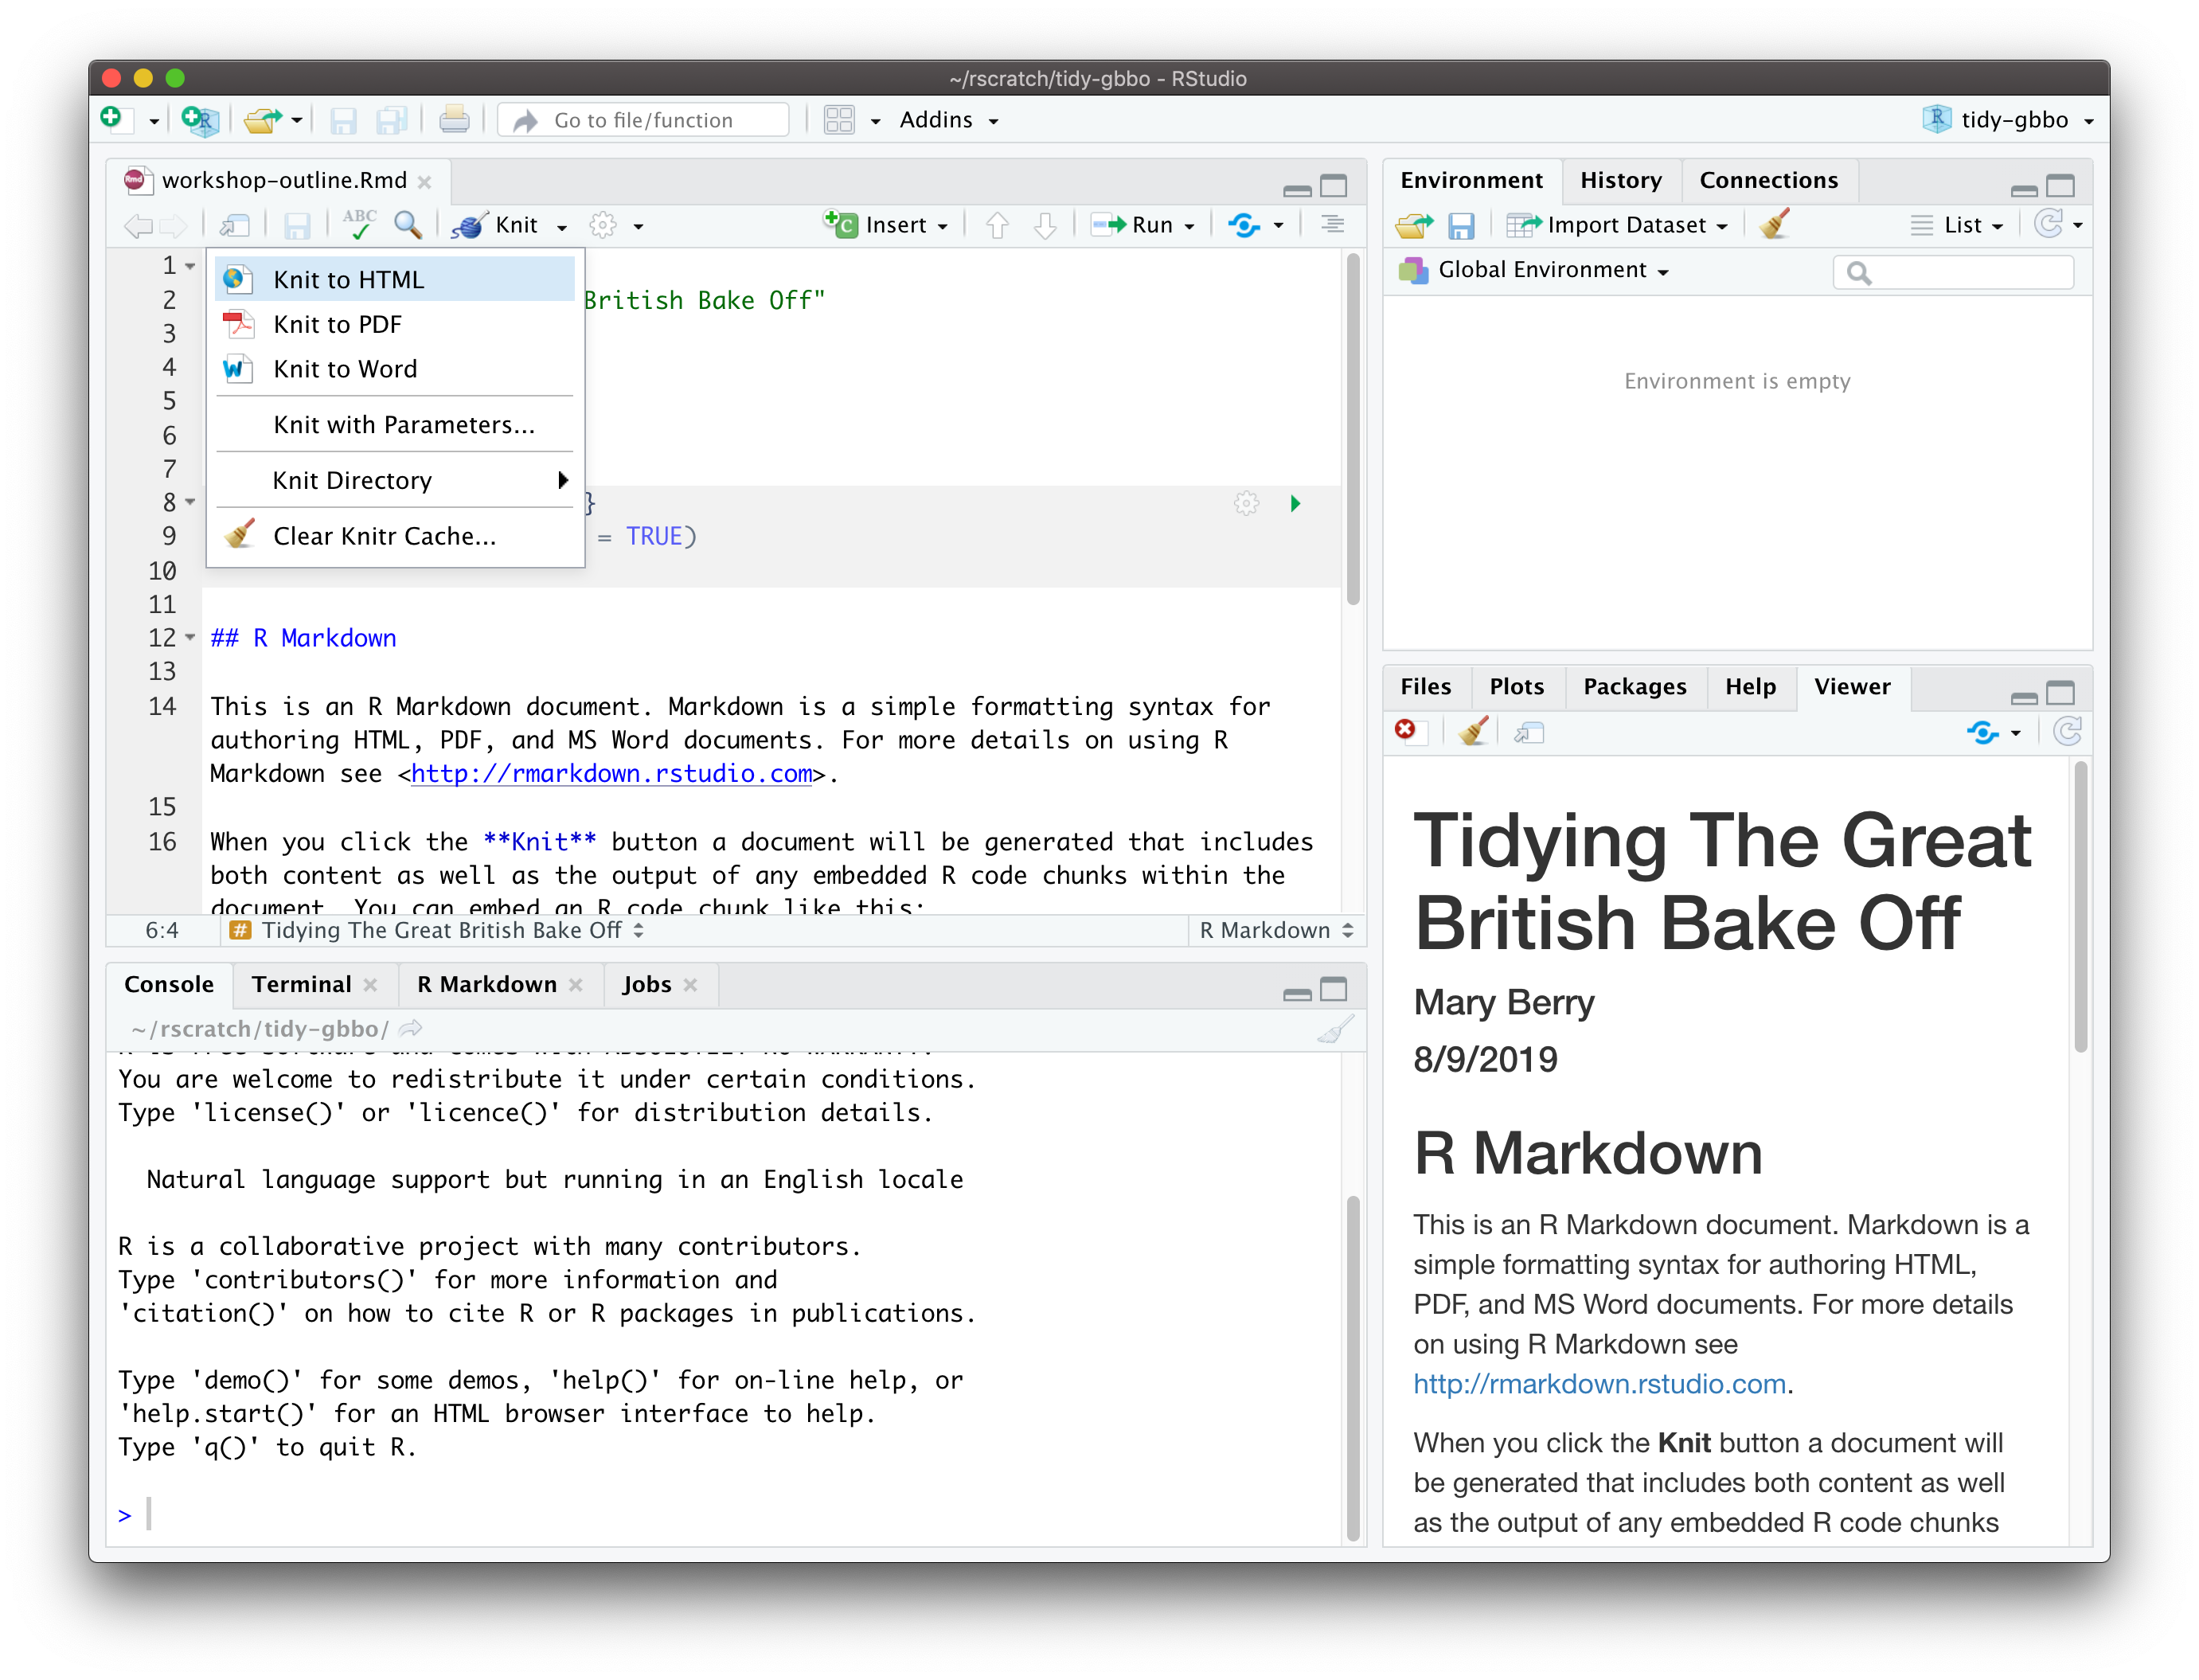 ~/rscratch/tidy-gbbo - RStudio
Go to file/function
Addins
tidy-gbbo
workshop-outline.Rmd
ABC
Knit
Insert
Run
Knit to HTML
Knit to PDF
Knit to Word
Knit with Parameters...
Knit Directory
Clear Knitr Cache...
1
2 British Bake Off"
3
4
5
6
7
8 }
9 = TRUE)
10
11
12 ## R Markdown
13
14 This is an R Markdown document. Markdown is a simple formatting syntax for
authoring HTML, PDF, and MS Word documents. For more details on using R
Markdown see <http://rmarkdown.rstudio.com>.
15
16 When you click the **Knit** button a document will be generated that includes
both content as well as the output of any embedded R code chunks within the
document. You can embed an R code chunk like this:
6:4 # Tidying The Great British Bake Off R Markdown
Console Terminal R Markdown Jobs
~/rscratch/tidy-gbbo/
R is free software and comes with ABSOLUTELY NO WARRANTY.
You are welcome to redistribute it under certain conditions.
Type 'license()' or 'licence()' for distribution details.
Natural language support but running in an English locale
R is a collaborative project with many contributors.
Type 'contributors()' for more information and
'citation()' on how to cite R or R packages in publications.
Type 'demo()' for some demos, 'help()' for on-line help, or
'help.start()' for an HTML browser interface to help.
Type 'q()' to quit R.
>
Environment History Connections
Import Dataset List
Global Environment
Environment is empty
Files Plots Packages Help Viewer
Tidying The Great
British Bake Off
Mary Berry
8/9/2019
R Markdown
This is an R Markdown document. Markdown is a
simple formatting syntax for authoring HTML,
PDF, and MS Word documents. For more details
on using R Markdown see
http://rmarkdown.rstudio.com.
When you click the Knit button a document will
be generated that includes both content as well
as the output of any embedded R code chunks